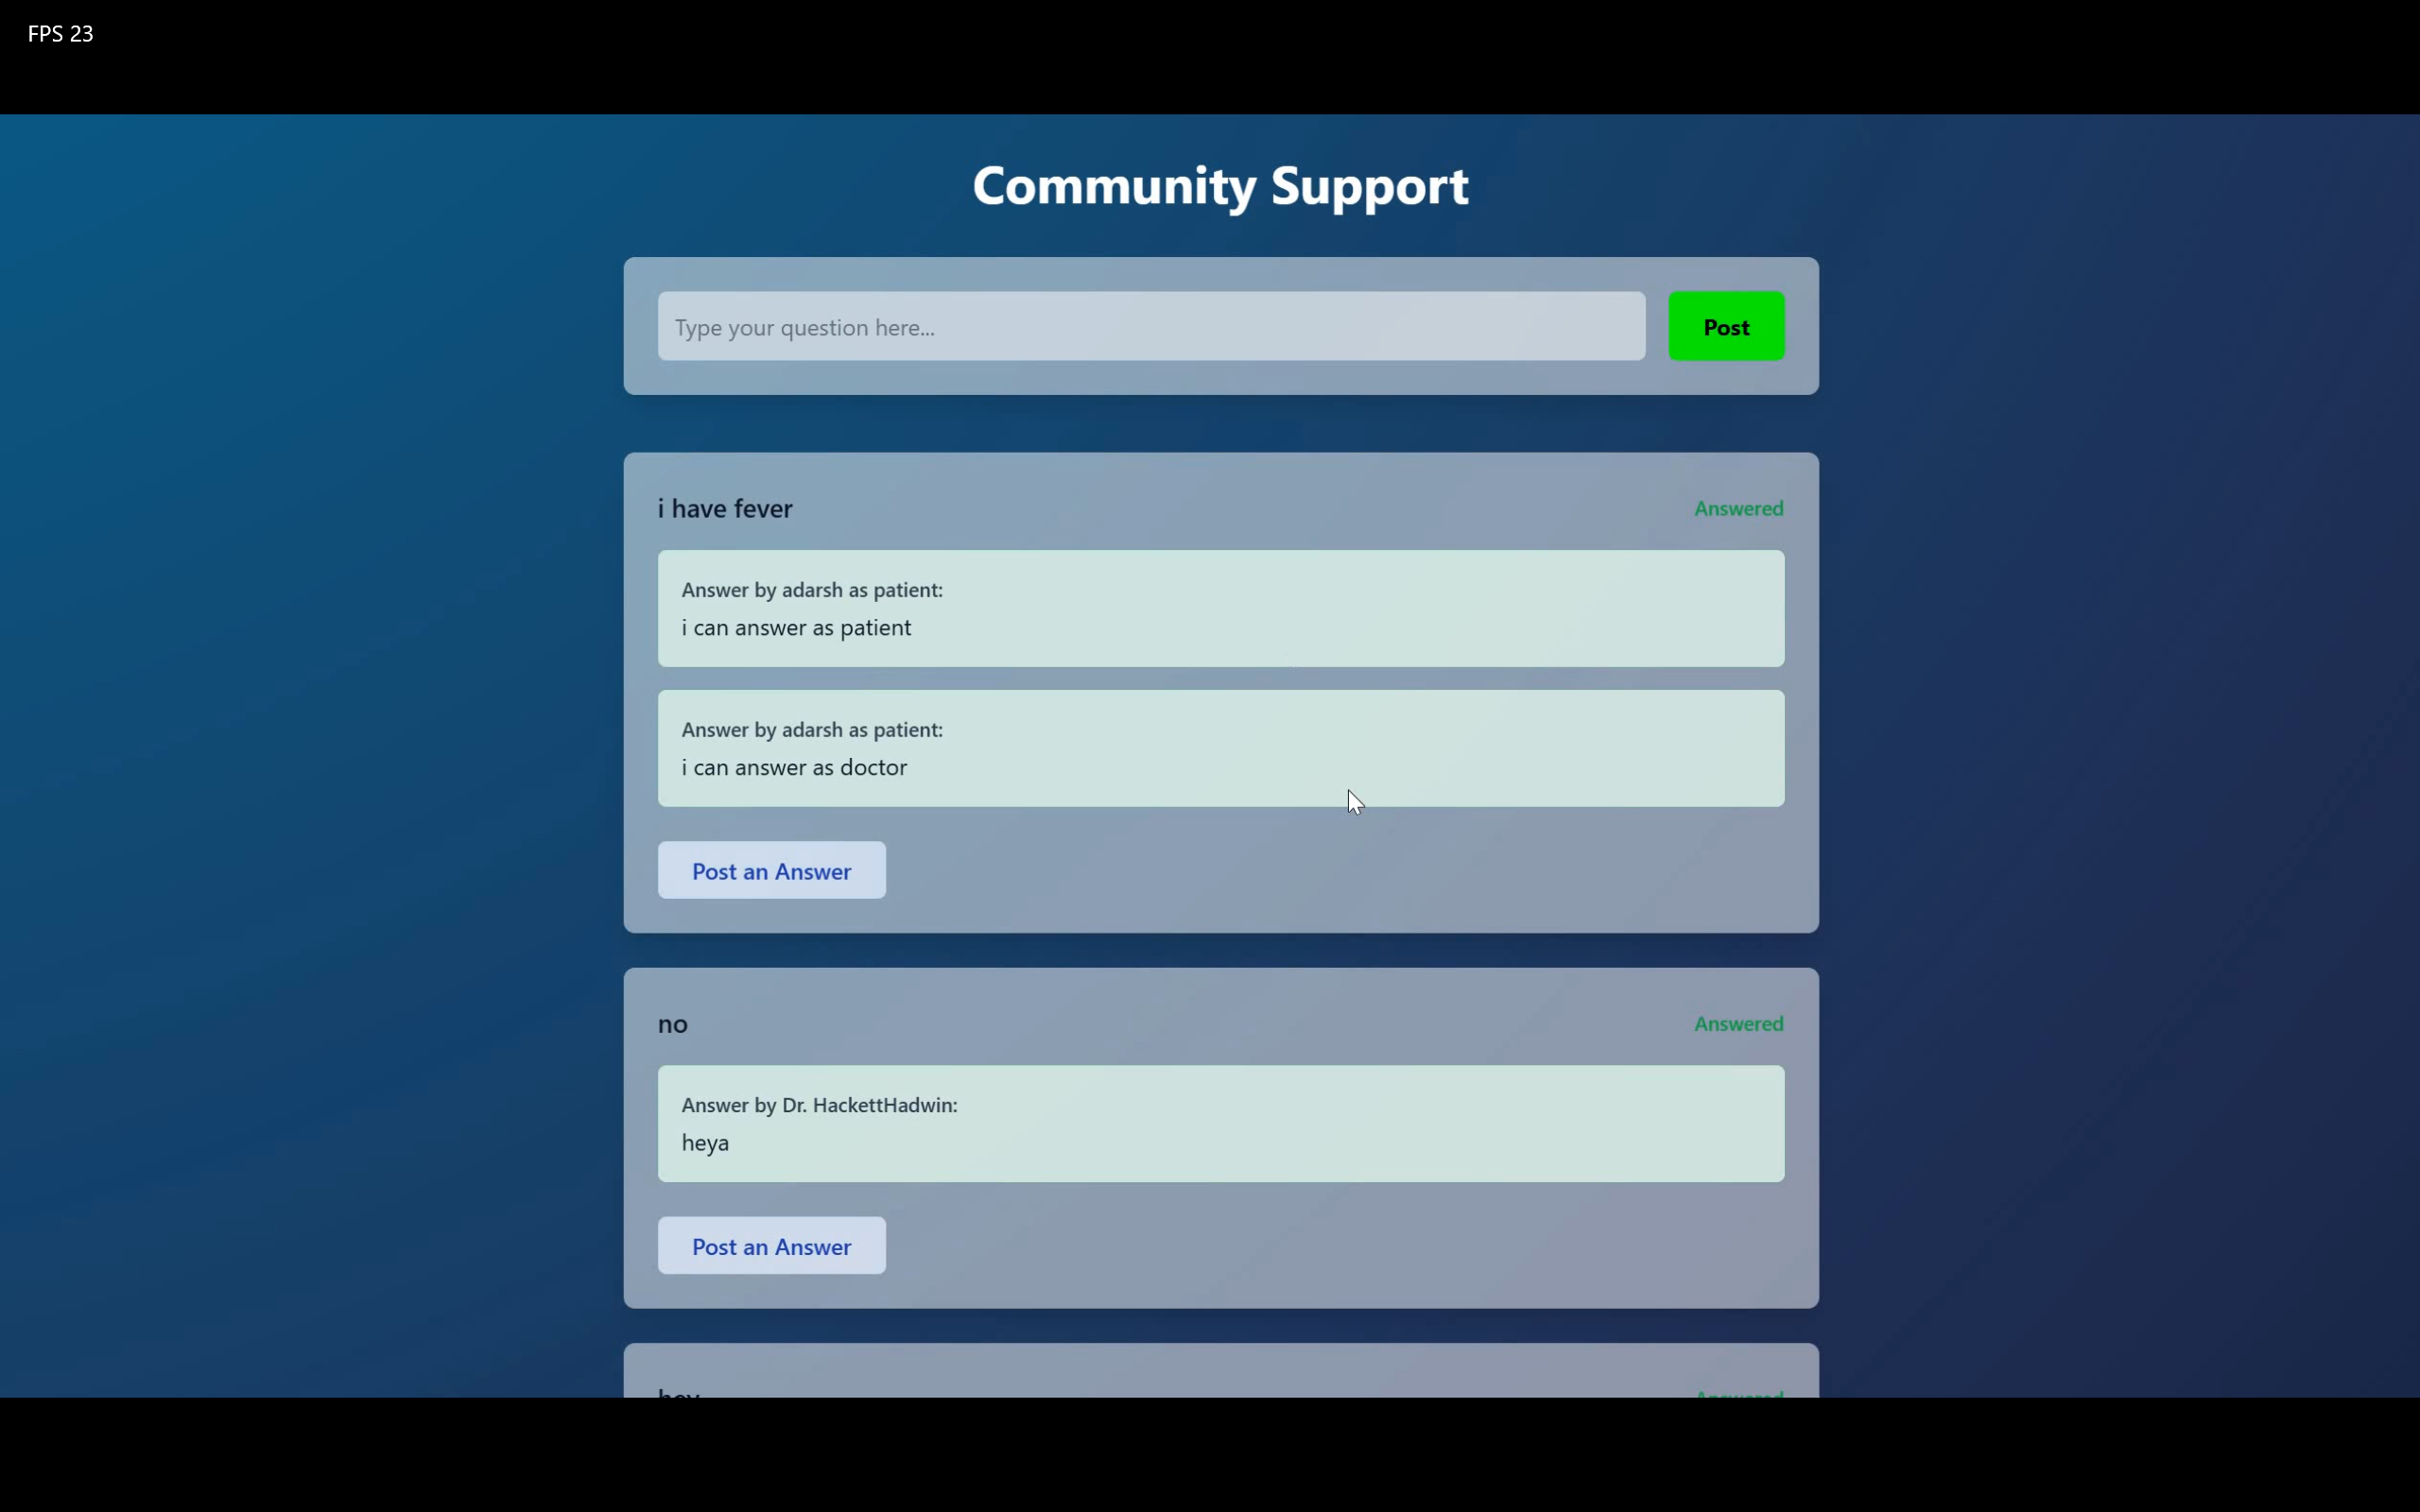 FPS 23
Community Support
Type your question here...
Post
i have fever
Answered
Answer by adarsh as patient:
i can answer as patient
Answer by adarsh as patient:
i can answer as doctor
Post an Answer
no
Answered
Answer by Dr. HackettHadwin:
heya
Post an Answer
hey
Answered